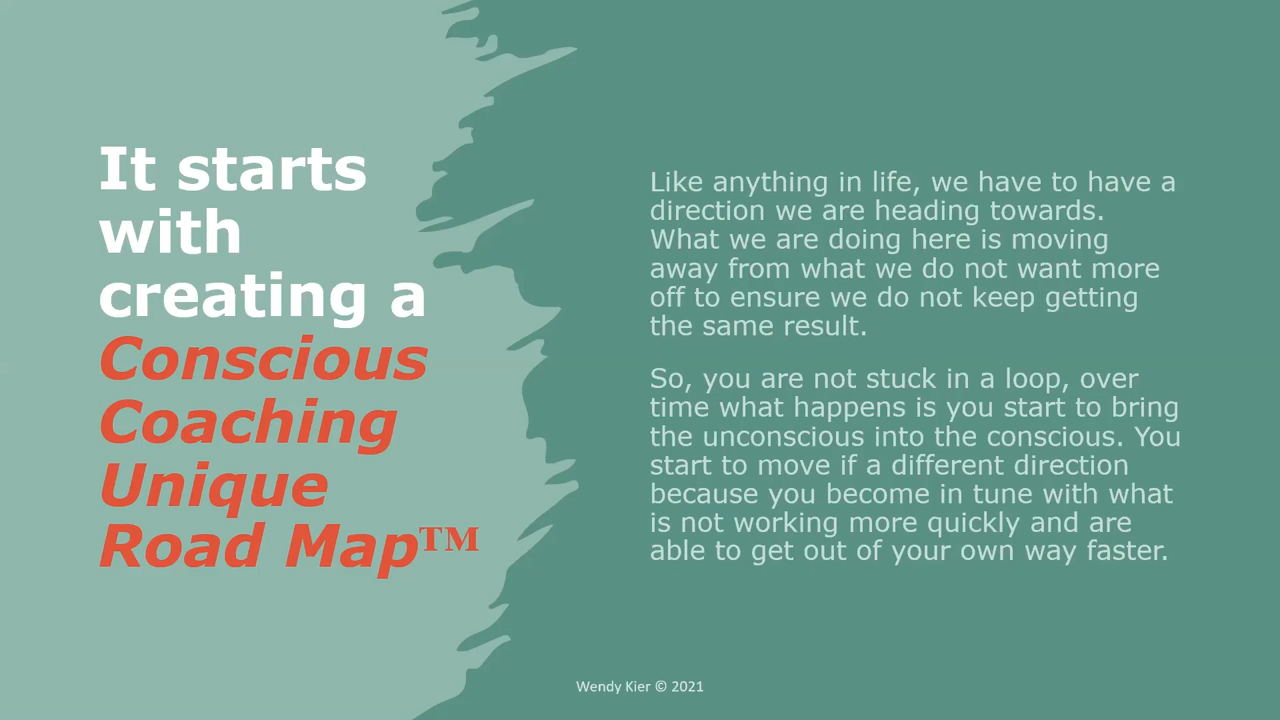 It starts
with
creating a
Conscious
Coaching
Unique
Road Map™
Like anything in life, we have to have a
direction we are heading towards.
What we are doing here is moving
away from what we do not want more
off to ensure we do not keep getting
the same result.
So, you are not stuck in a loop, over
time what happens is you start to bring
the unconscious into the conscious. You
start to move if a different direction
because you become in tune with what
is not working more quickly and are
able to get out of your own way faster.
Wendy Kier © 2021